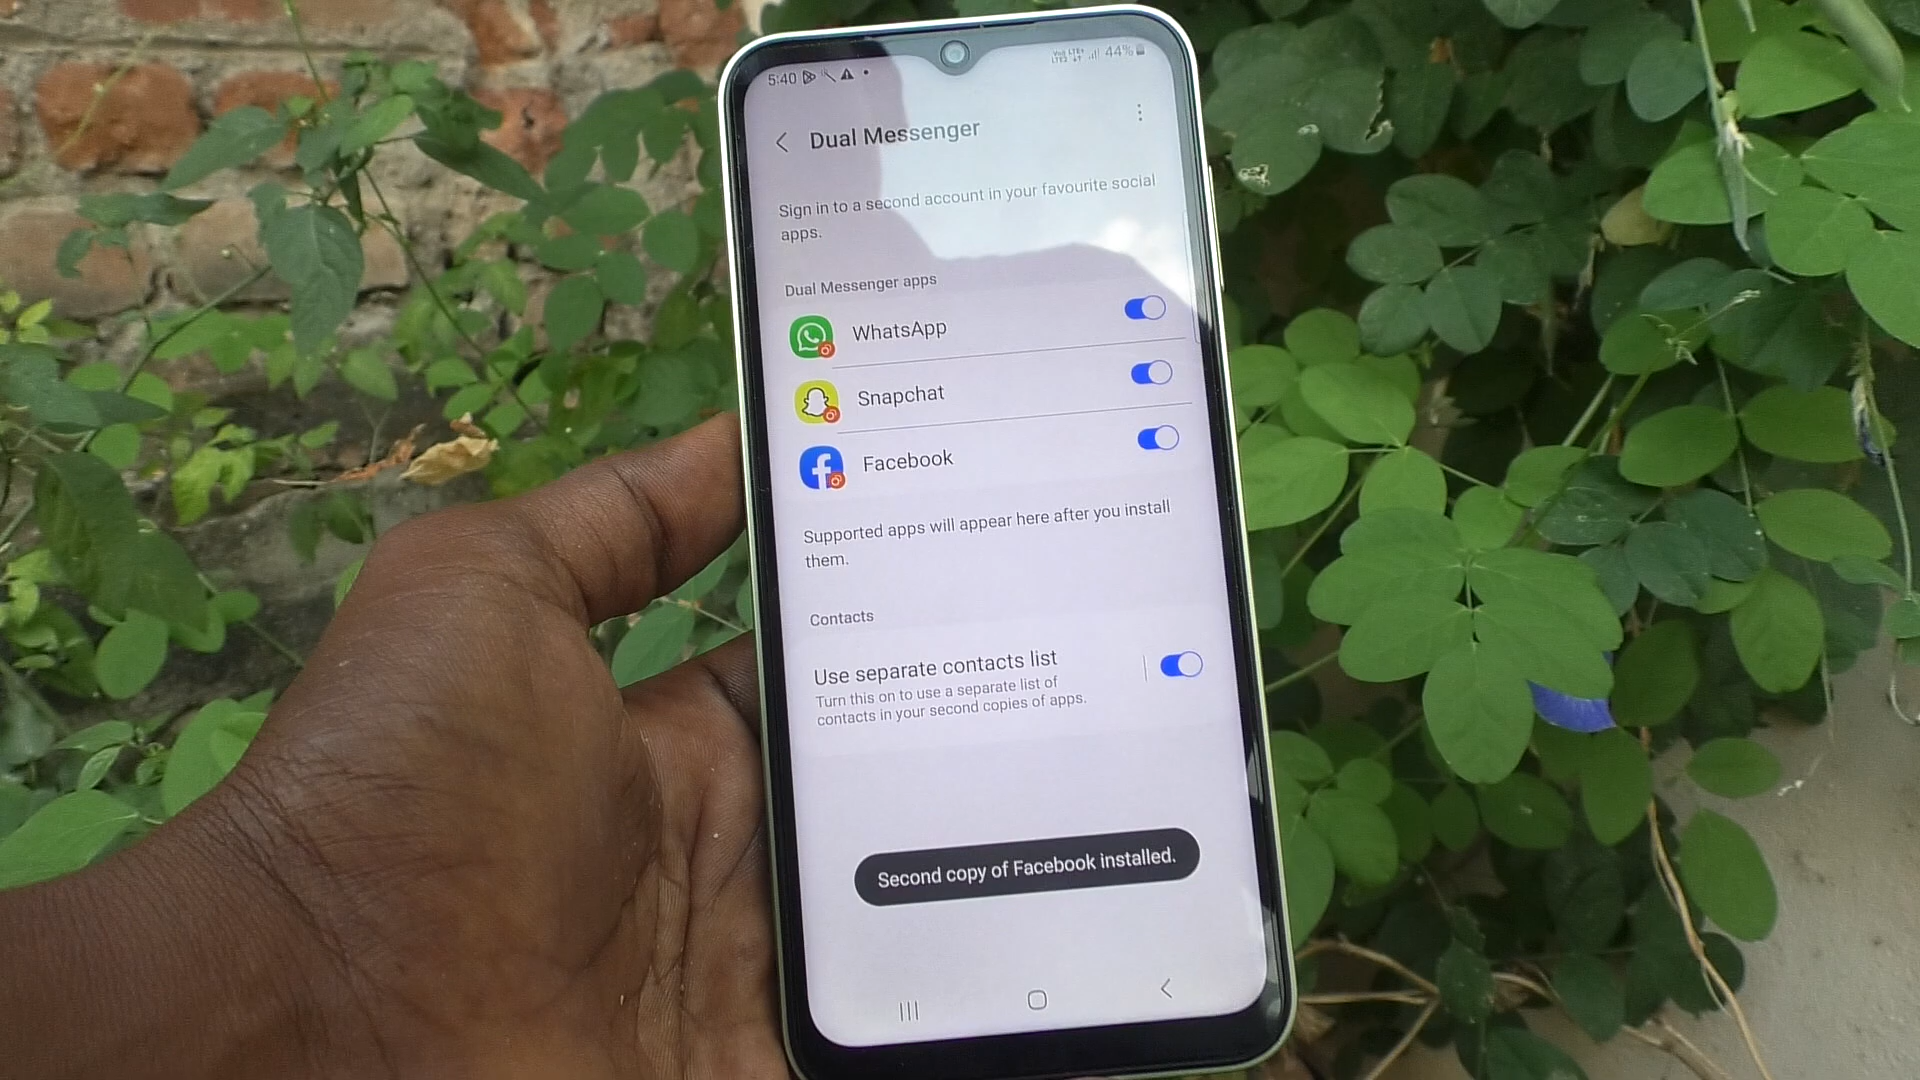 5:40
44%
Dual Messenger
Sign in to a second account in your favourite social
apps.
Dual Messenger apps
WhatsApp
Snapchat
Facebook
Supported apps will appear here after you install
them.
Contacts
Use separate contacts list
Turn this on to use a separate list of
contacts in your second copies of apps.
Second copy of Facebook installed.